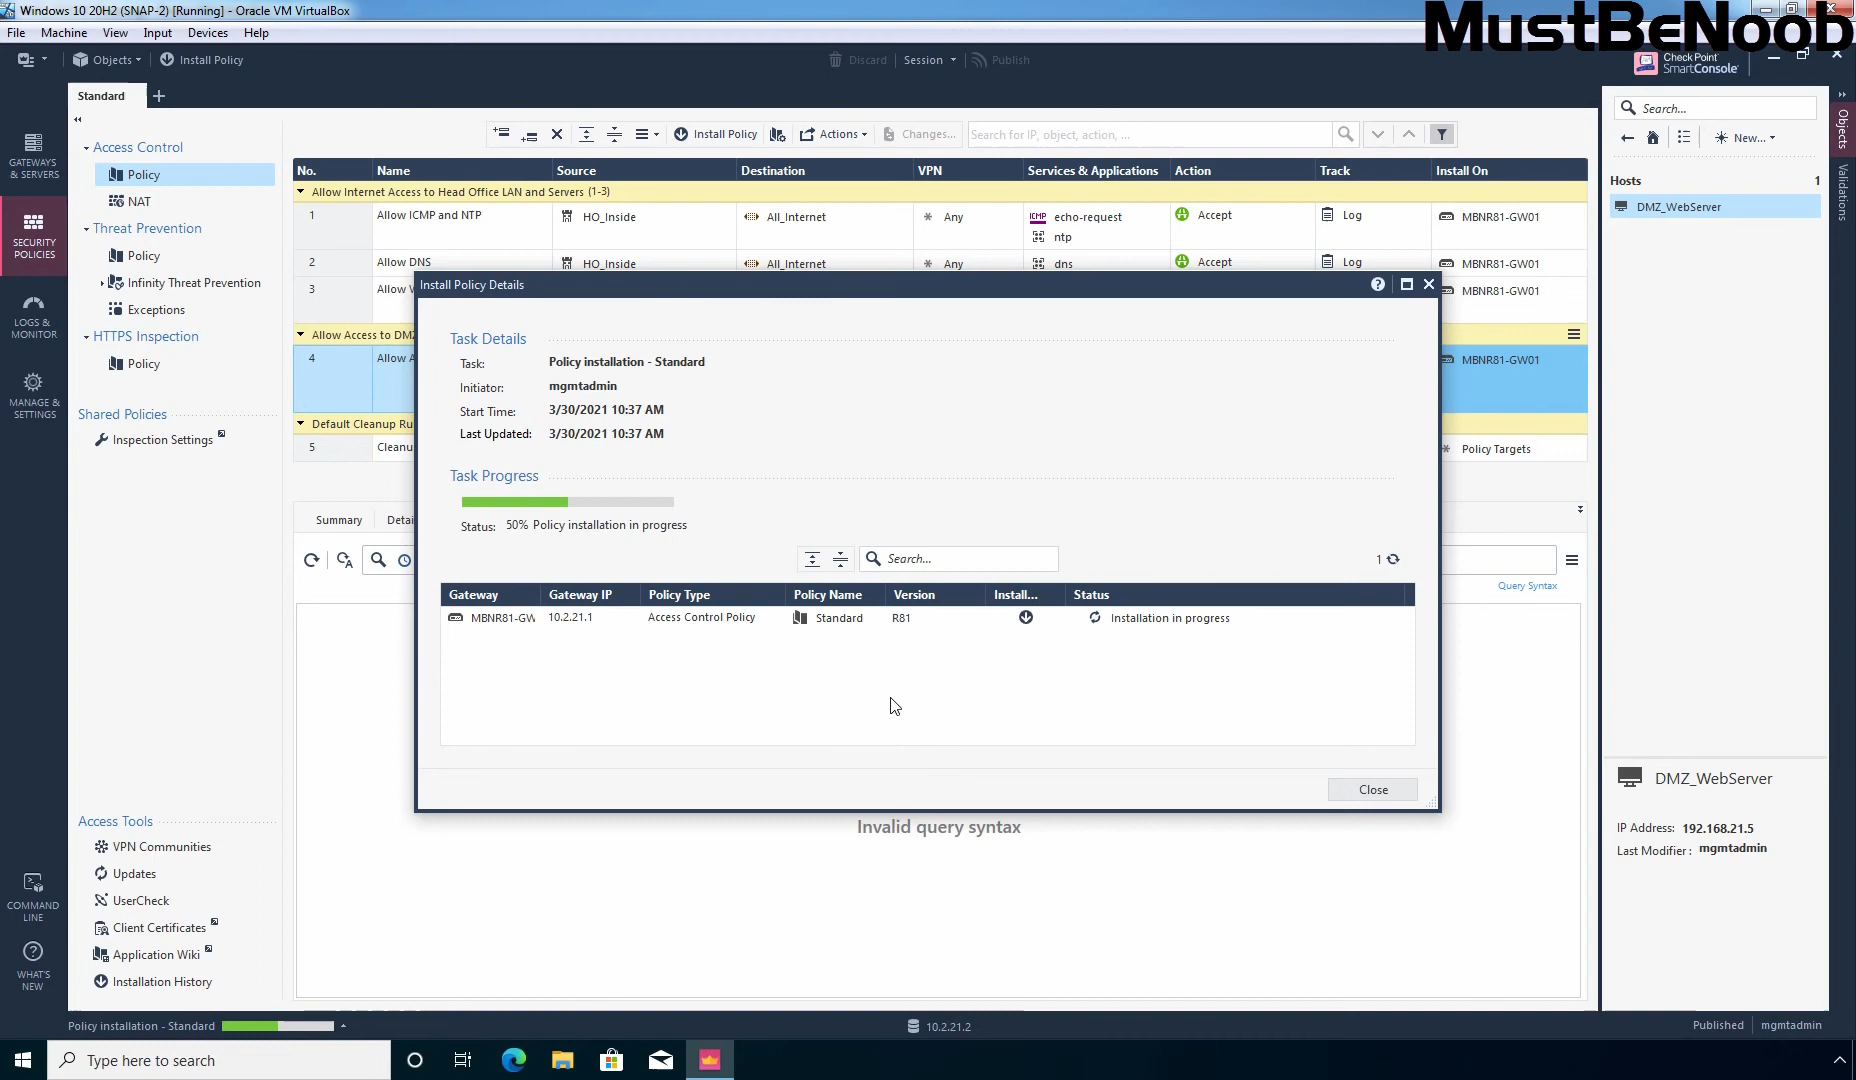 Windows 10 20H2 (SNAP-2) [Running] - Oracle VM VirtualBox
MustBeNoob
File Machine View Input Devices Help
Objects Install Policy Discard Session Publish
Check Point
SmartConsole
Standard
Search...
Access Control
Policy
NAT
Threat Prevention
Policy
Infinity Threat Prevention
Exceptions
HTTPS Inspection
Policy
Shared Policies
Inspection Settings
Access Tools
VPN Communities
Updates
UserCheck
Client Certificates
Application Wiki
Installation History
GATEWAYS
& SERVERS
SECURITY
POLICIES
LOGS &
MONITOR
MANAGE &
SETTINGS
COMMAND
LINE
WHAT'S
NEW
Install Policy Actions Changes... Search for IP, object, action, ...
No. Name Source Destination VPN Services & Applications Action Track Install On
Allow Internet Access to Head Office LAN and Servers (1-3)
1 Allow ICMP and NTP HO_Inside All_Internet Any ICMP echo-request Accept Log MBNR81-GW01
ntp
2 Allow DNS HO_Inside All_Internet Any dns Accept Log MBNR81-GW01
3 Allow MBNR81-GW01
Allow Access to DM
4 MBNR81-GW01
Default Cleanup
5 Policy Targets
Summary
Query Syntax
Invalid query syntax
Install Policy Details
Task Details
Task: Policy installation - Standard
Initiator: mgmtadmin
Start Time: 3/30/2021 10:37 AM
Last Updated: 3/30/2021 10:37 AM
Task Progress
Status: 50% Policy installation in progress
Search... 1
Gateway Gateway IP Policy Type Policy Name Version Install... Status
MBNR81-GW 10.2.21.1 Access Control Policy Standard R81 Installation in progress
Close
New...
Hosts 1
DMZ_WebServer
Objects
Validations
DMZ_WebServer
IP Address: 192.168.21.5
Last Modifier : mgmtadmin
Policy installation - Standard 10.2.21.2 Published mgmtadmin
Type here to search